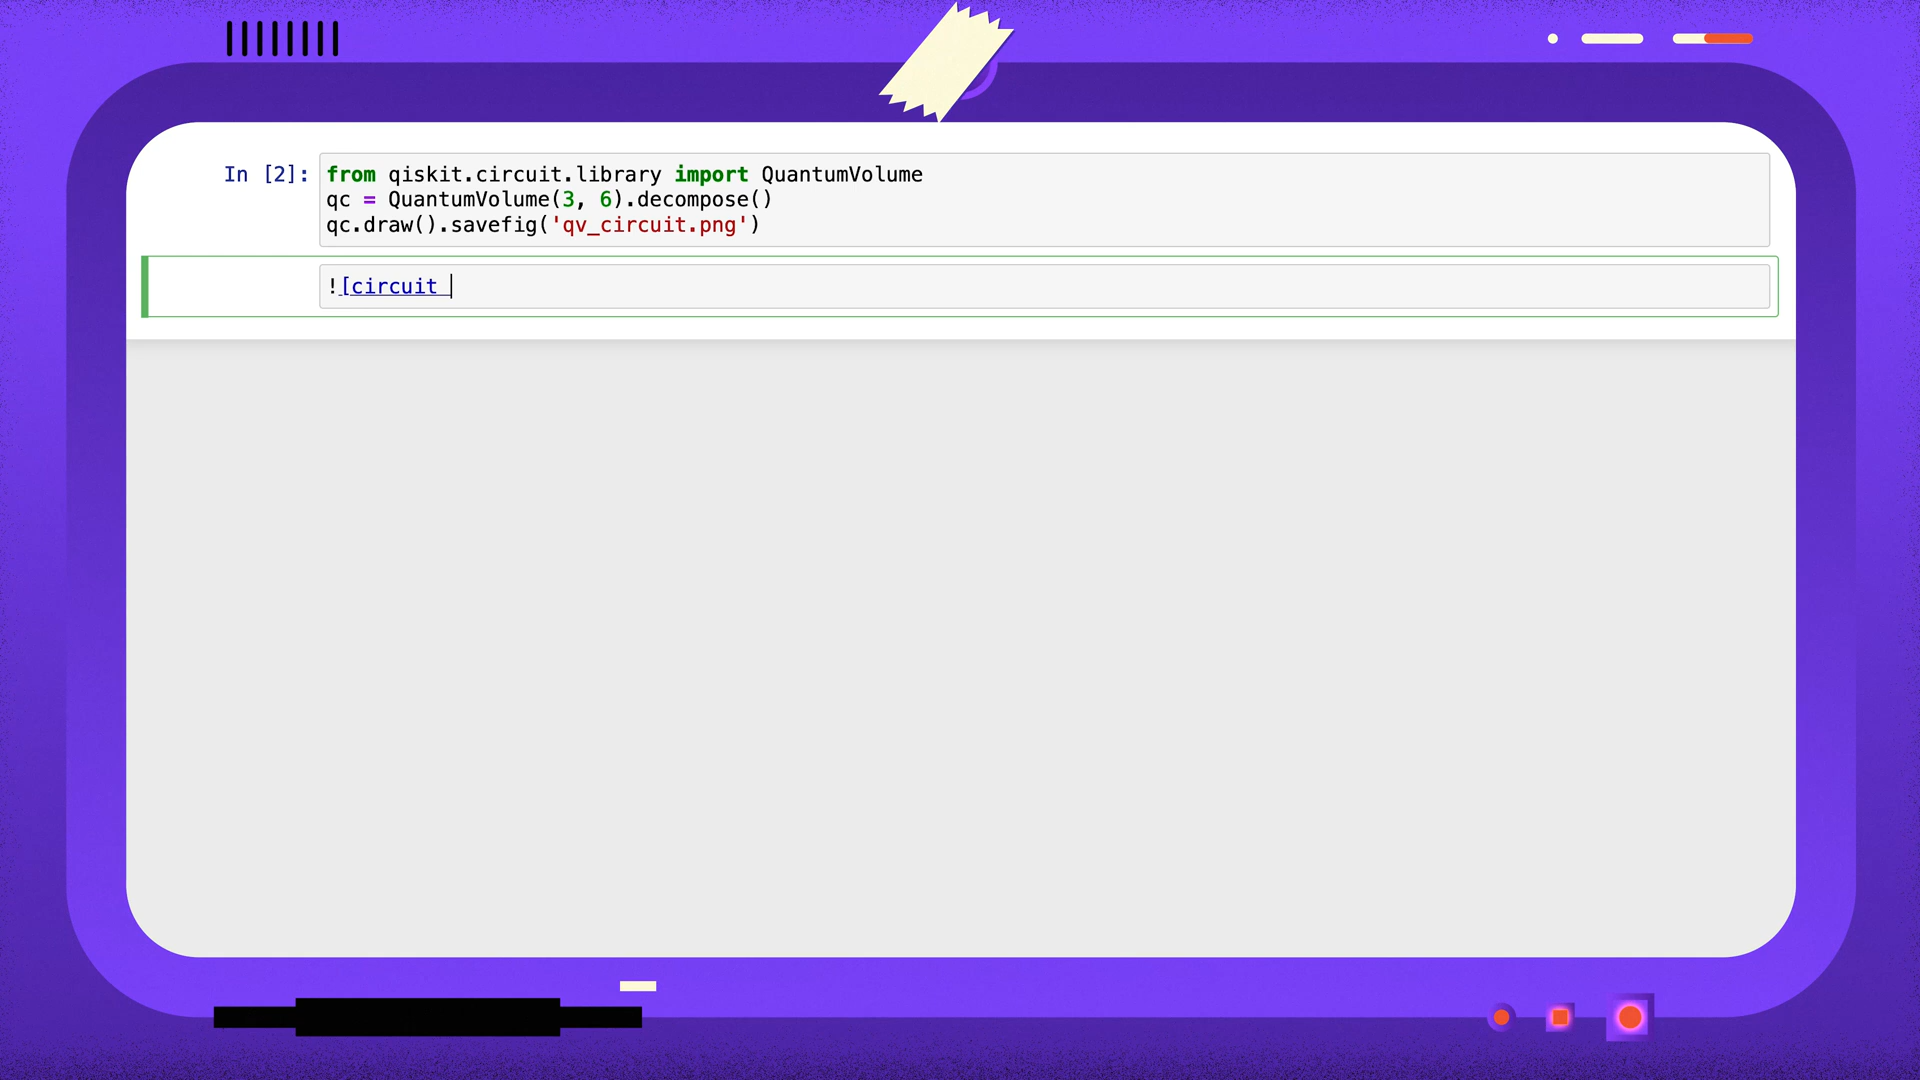 In [2]: from qiskit.circuit.library import QuantumVolume
qc = QuantumVolume(3, 6).decompose()
qc.draw().savefig('qv_circuit.png')
![circuit